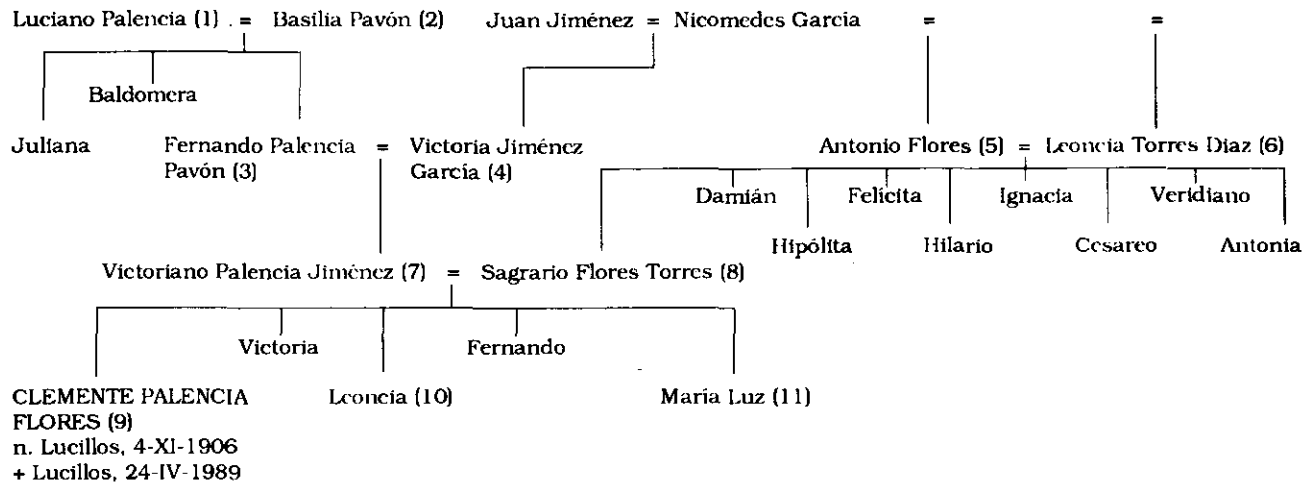 Luciano Palencia (1) . = Basilia Pavón (2) Juan Jiménez = Nicomedes García = =
Baldomera
Juliana Fernando Palencia = Victoria Jiménez Antonio Flores (5) = Leoncia Torres Díaz (6)
Pavón (3) García (4)
Damián Felícita Ignacia Veridiano
Hipólita Hilario Cesareo Antonia
Victoriano Palencia Jiménez (7) = Sagrario Flores Torres (8)
Victoria Fernando
CLEMENTE PALENCIA Leoncia (10) María Luz (11)
FLORES (9)
n. Lucillos, 4-XI-1906
+ Lucillos, 24-IV-1989